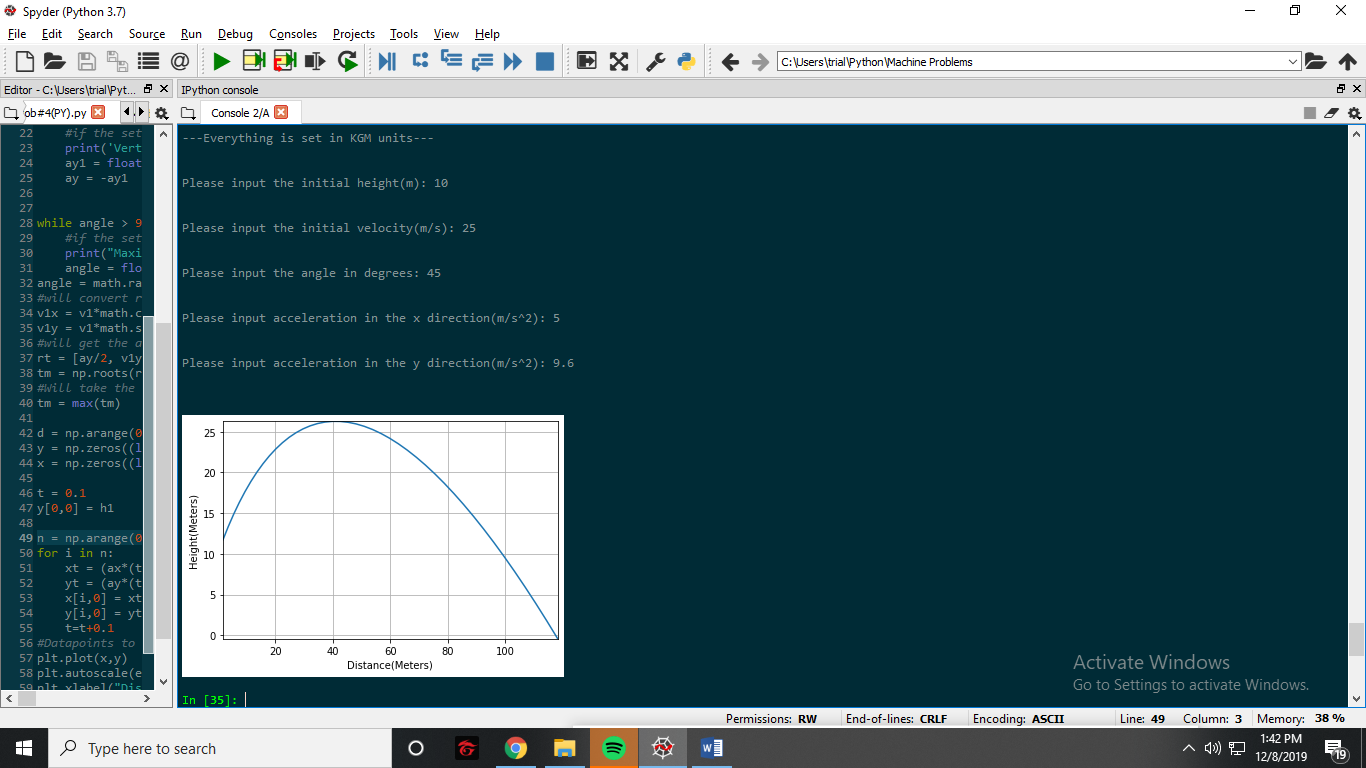 Spyder (Python 3.7)
File Edit Search Source Run Debug Consoles Projects Tools View Help
C:\Users\trial\Python\Machine Problems
Editor - C:\Users\trial\Pyt...
ob#4(PY).py
22 #if the set
23 print('Vert
24 ay1 = float
25 ay = -ay1
26
27
28 while angle > 9
29 #if the set
30 print("Maxi
31 angle = flo
32 angle = math.ra
33 #will convert r
34 v1x = v1*math.c
35 v1y = v1*math.s
36 #will get the a
37 rt = [ay/2, v1y
38 tm = np.roots(r
39 #Will take the
40 tm = max(tm)
41
42 d = np.arange(0
43 y = np.zeros((l
44 x = np.zeros((l
45
46 t = 0.1
47 y[0,0] = h1
48
49 n = np.arange(0
50 for i in n:
51 xt = (ax*(t
52 yt = (ay*(t
53 x[i,0] = xt
54 y[i,0] = yt
55 t=t+0.1
56 #Datapoints to
57 plt.plot(x,y)
58 plt.autoscale(e
59 plt.xlabel("Dis
IPython console
Console 2/A
---Everything is set in KGM units---
Please input the initial height(m): 10
Please input the initial velocity(m/s): 25
Please input the angle in degrees: 45
Please input acceleration in the x direction(m/s^2): 5
Please input acceleration in the y direction(m/s^2): 9.6
Height(Meters)
25
20
15
10
5
0
20 40 60 80 100
Distance(Meters)
In [35]:
Activate Windows
Go to Settings to activate Windows.
Permissions: RW End-of-lines: CRLF Encoding: ASCII Line: 49 Column: 3 Memory: 38 %
Type here to search
1:42 PM
12/8/2019
19